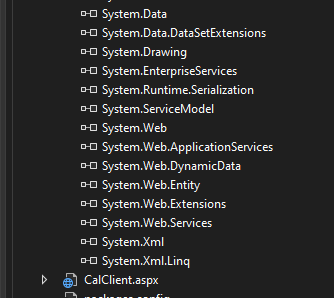 System.Data
System.Data.DataSetExtensions
System.Drawing
System.EnterpriseServices
System.Runtime.Serialization
System.ServiceModel
System.Web
System.Web.ApplicationServices
System.Web.DynamicData
System.Web.Entity
System.Web.Extensions
System.Web.Services
System.Xml
System.Xml.Linq
CalClient.aspx
packages.config